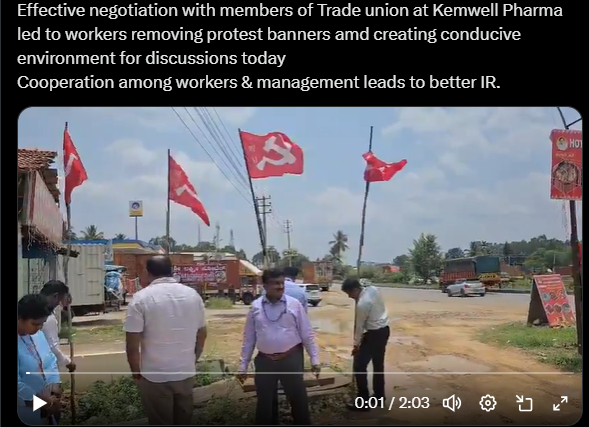 Effective negotiation with members of Trade union at Kemwell Pharma
led to workers removing protest banners amd creating conducive
environment for discussions today
Cooperation among workers & management leads to better IR.
HOT
0:01 / 2:03